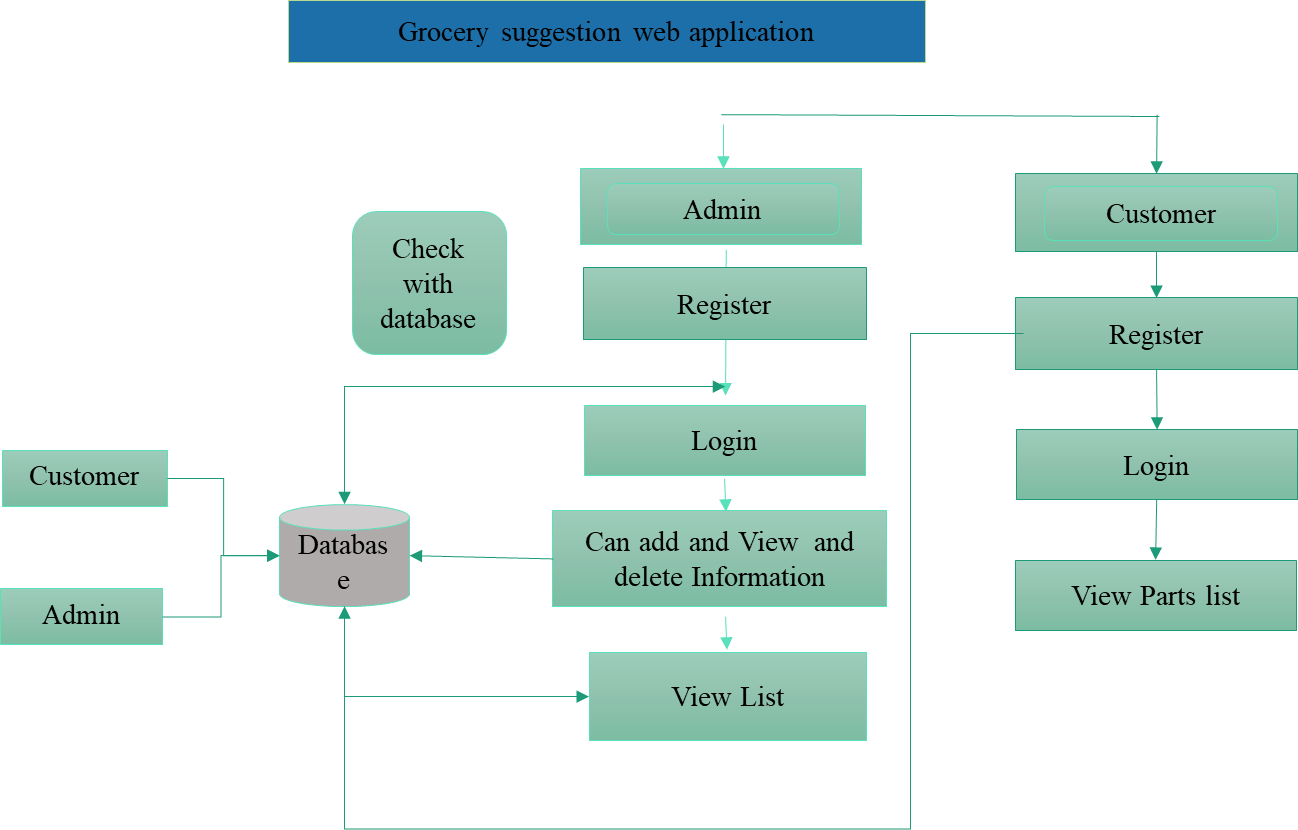 Grocery suggestion web application
Admin
Customer
Check
with
database
Register
Register
Login
Login
Customer
Databas
e
Can add and View and
delete Information
View Parts list
Admin
View List